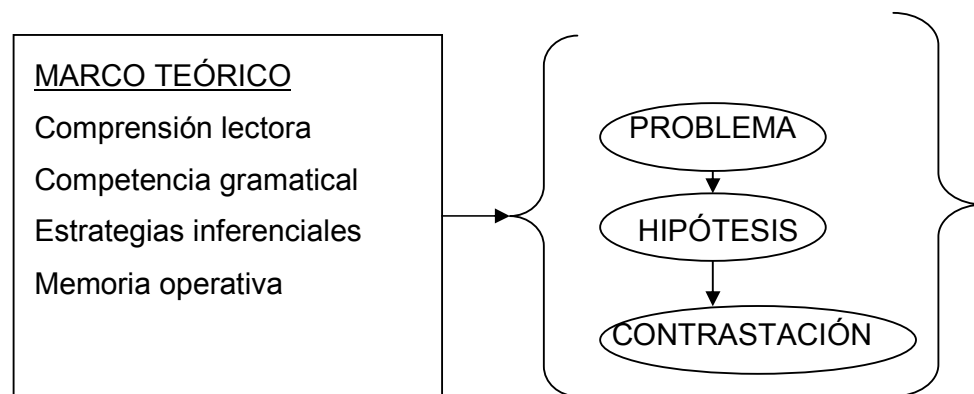 MARCO TEÓRICO
Comprensión lectora
Competencia gramatical
Estrategias inferenciales
Memoria operativa
PROBLEMA
HIPÓTESIS
CONTRASTACIÓN